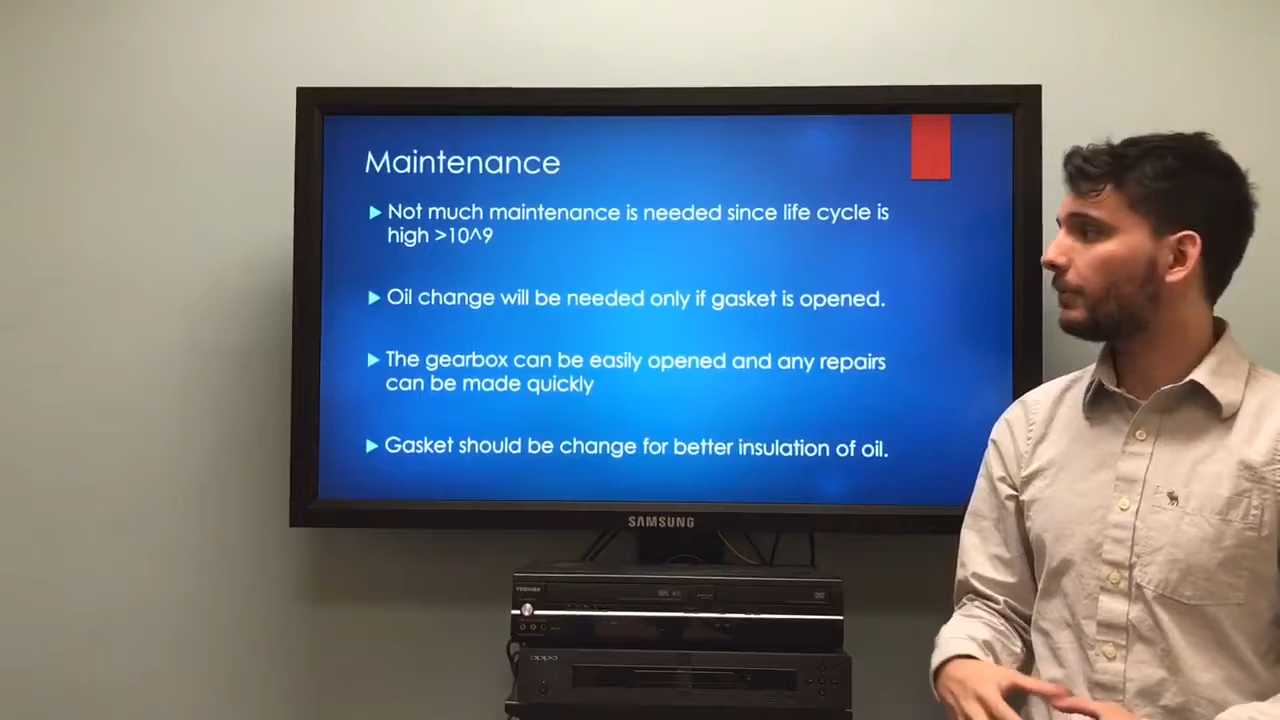 Maintenance
Not much maintenance is needed since life cycle is
high >10^9
Oil change will be needed only if gasket is opened.
The gearbox can be easily opened and any repairs
can be made quickly
Gasket should be change for better insulation of oil.
SAMSUNG
TOSHIBA
oppo